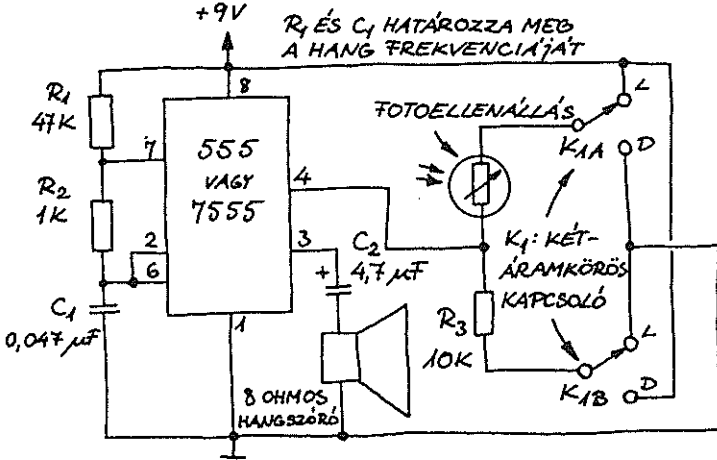 +9V
R1 ÉS C1 HATÁROZZA MEG
A HANG FREKVENCIÁJÁT
R1
47K
8
7
555
VAGY
7555
4
FOTOELLENÁLLÁS
L
K1A
D
R2
1K
2
6
3
C2
4,7 µF
+
K1: KÉT-
ÁRAMKÖRÖS
KAPCSOLÓ
C1
0,047 µF
1
R3
10K
L
K1B
D
8 OHMOS
HANGSZÓRÓ